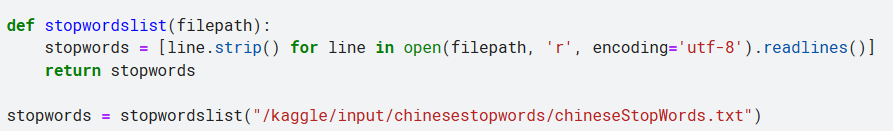 def stopwordslist(filepath):
    stopwords = [line.strip() for line in open(filepath, 'r', encoding='utf-8').readlines()]
    return stopwords

stopwords = stopwordslist("/kaggle/input/chinesestopwords/chineseStopWords.txt")